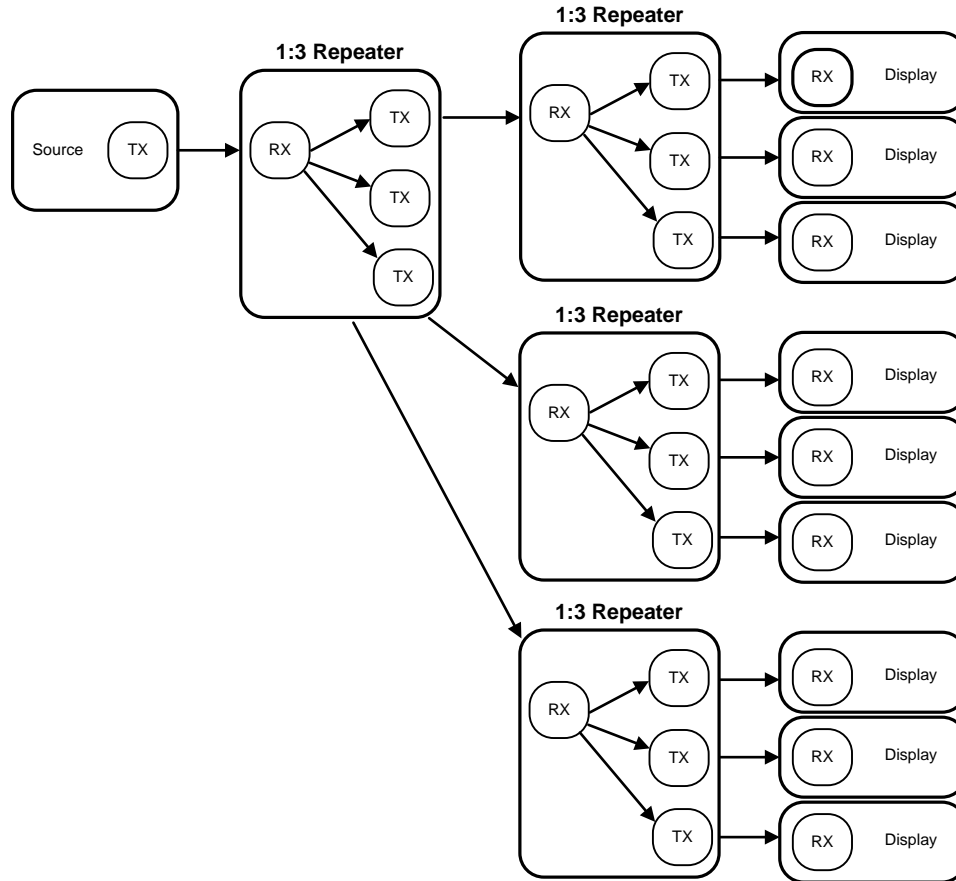 1:3 Repeater
1:3 Repeater
Source
TX
RX
TX
TX
TX
RX
TX
TX
TX
RX
Display
RX
Display
RX
Display
1:3 Repeater
RX
TX
TX
TX
RX
Display
RX
Display
RX
Display
1:3 Repeater
RX
TX
TX
TX
RX
Display
RX
Display
RX
Display